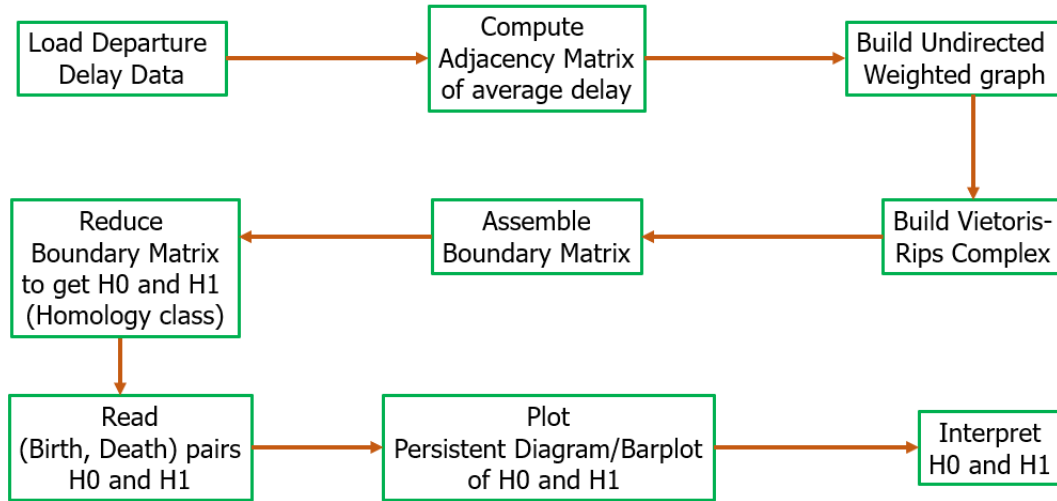 Load Departure
Delay Data
Compute
Adjacency Matrix
of average delay
Build Undirected
Weighted graph
Build Vietoris-
Rips Complex
Assemble
Boundary Matrix
Reduce
Boundary Matrix
to get H0 and H1
(Homology class)
Read
(Birth, Death) pairs
H0 and H1
Plot
Persistent Diagram/Barplot
of H0 and H1
Interpret
H0 and H1